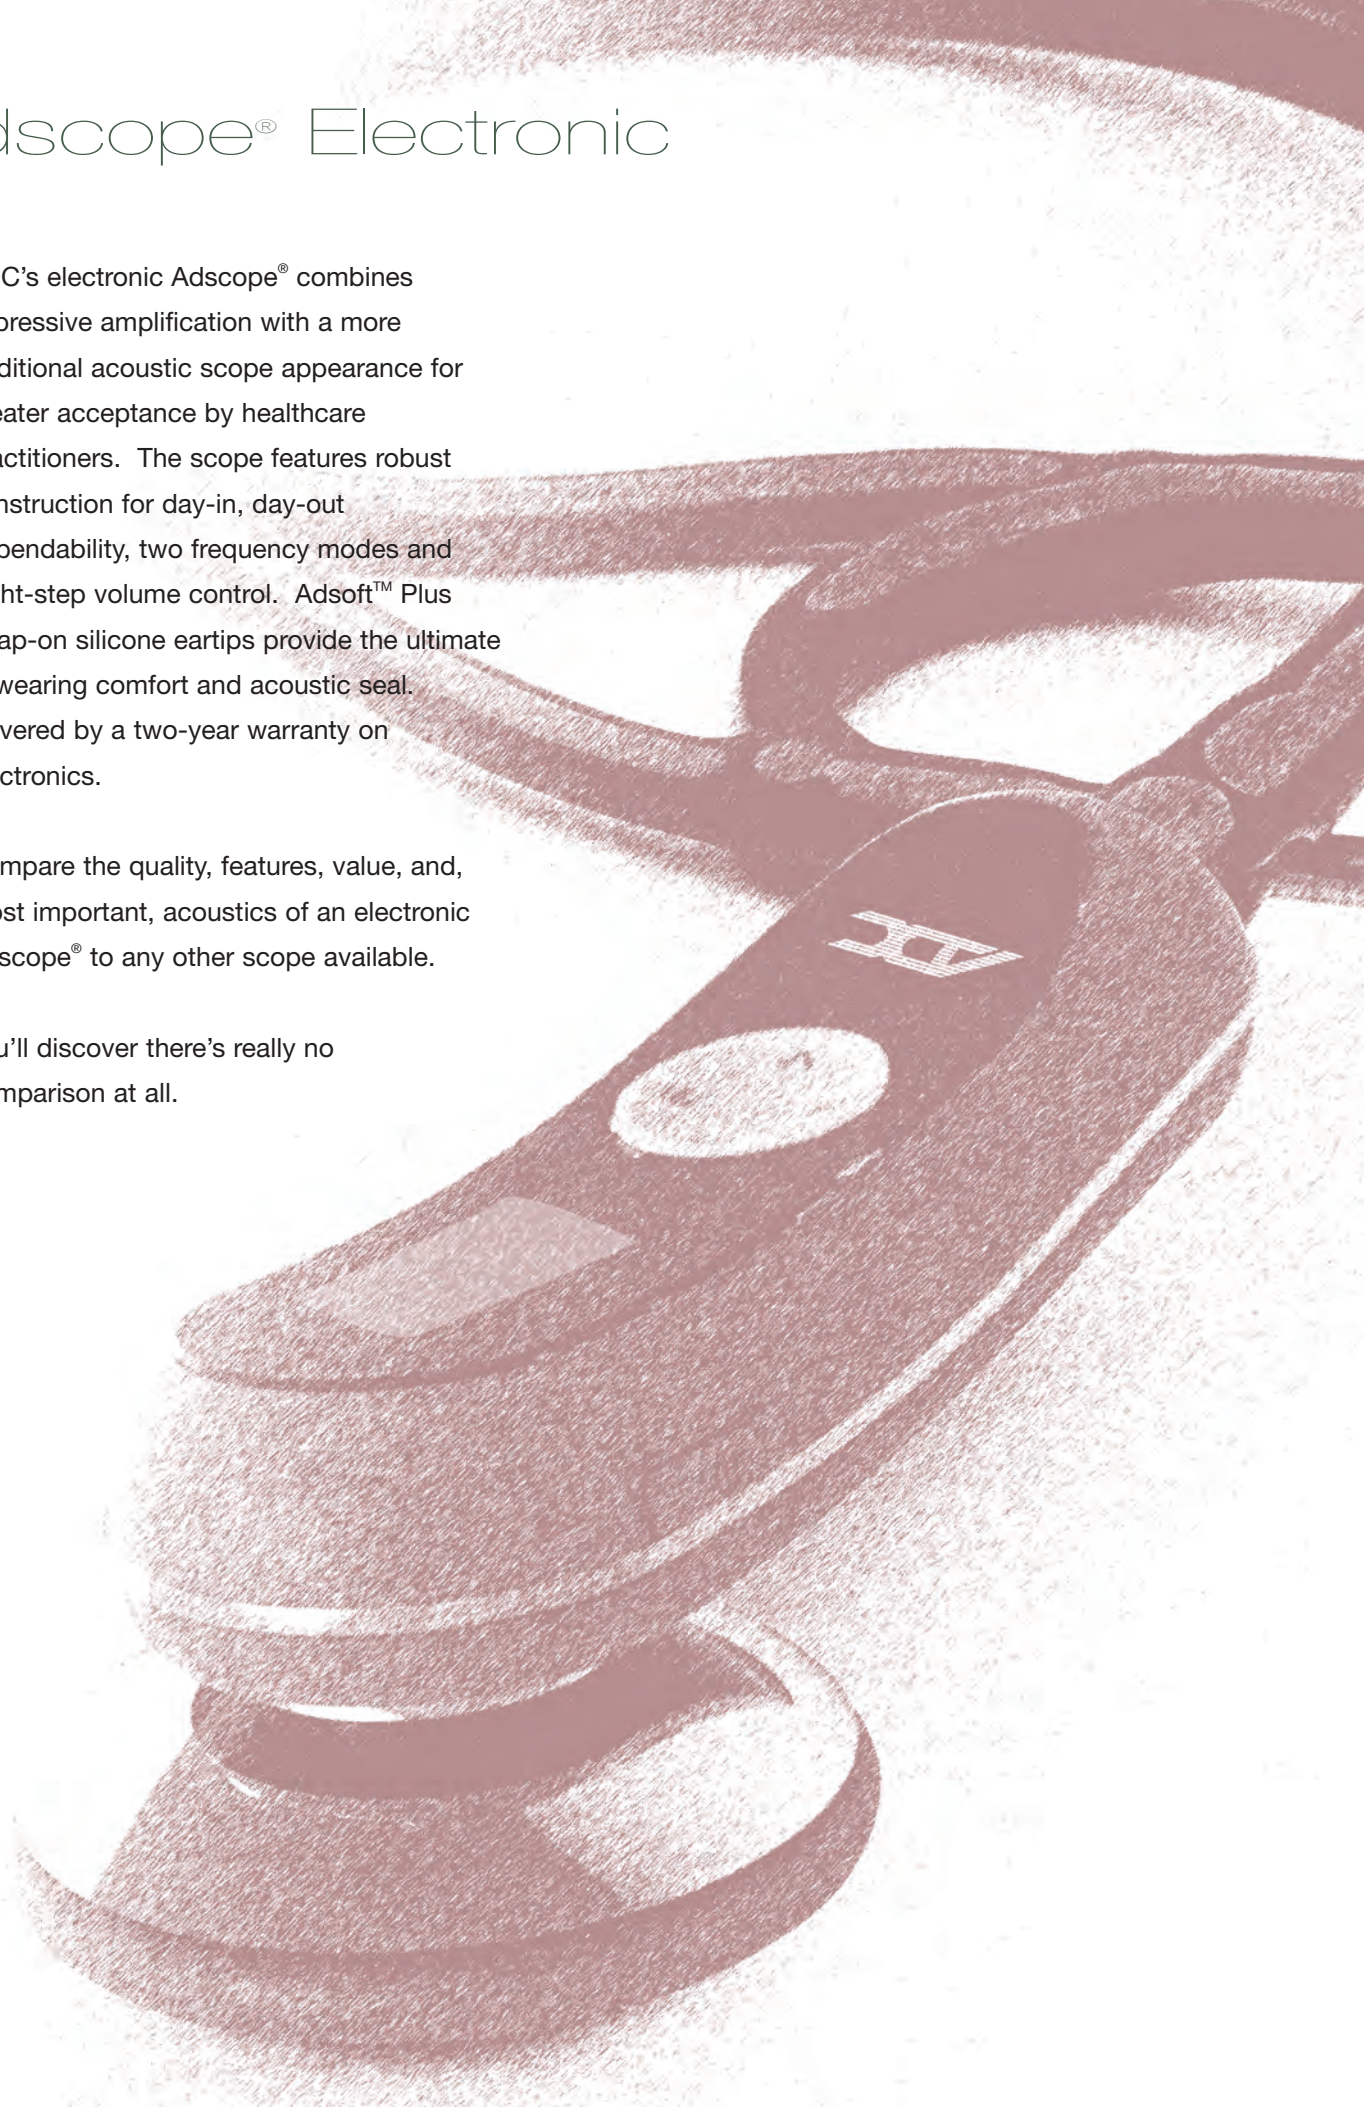 dscope® Electronic
C's electronic Adscope® combines
pressive amplification with a more
ditional acoustic scope appearance for
eater acceptance by healthcare
actitioners. The scope features robust
nstruction for day-in, day-out
pendability, two frequency modes and
ht-step volume control. Adsoft™ Plus
ap-on silicone eartips provide the ultimate
wearing comfort and acoustic seal.
vered by a two-year warranty on
ctronics.
mpare the quality, features, value, and,
ost important, acoustics of an electronic
scope® to any other scope available.
u'll discover there's really no
mparison at all.
ADC